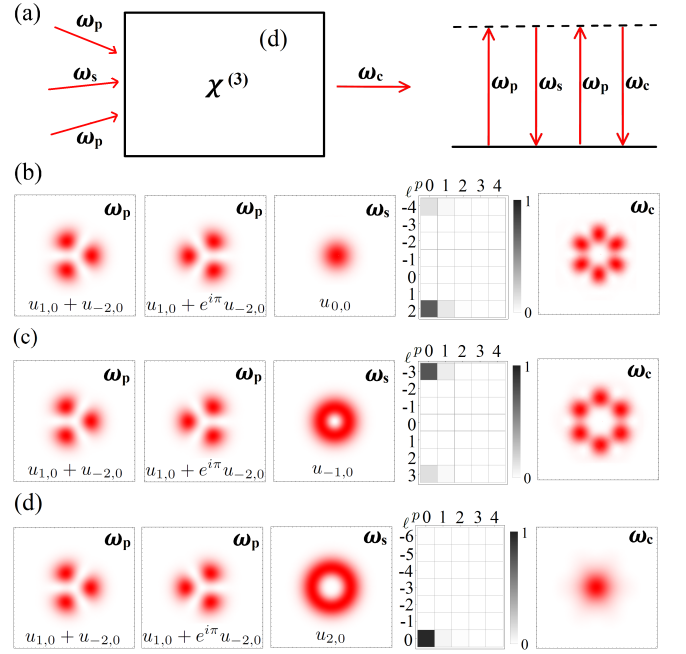 (a)
ωp
ωs
ωp
(d)
χ(3)
ωc
ωp
ωs
ωp
ωc
(b)
ωp
u1,0 + u−2,0
ωp
u1,0 + e^iπ u−2,0
ωs
u0,0
ℓ p 0 1 2 3 4
-4
-3
-2
-1
0
1
2
1
0
ωc
(c)
ωp
u1,0 + u−2,0
ωp
u1,0 + e^iπ u−2,0
ωs
u−1,0
ℓ p 0 1 2 3 4
-3
-2
-1
0
1
2
3
1
0
ωc
(d)
ωp
u1,0 + u−2,0
ωp
u1,0 + e^iπ u−2,0
ωs
u2,0
ℓ p 0 1 2 3 4
-6
-5
-4
-3
-2
-1
0
1
0
ωc